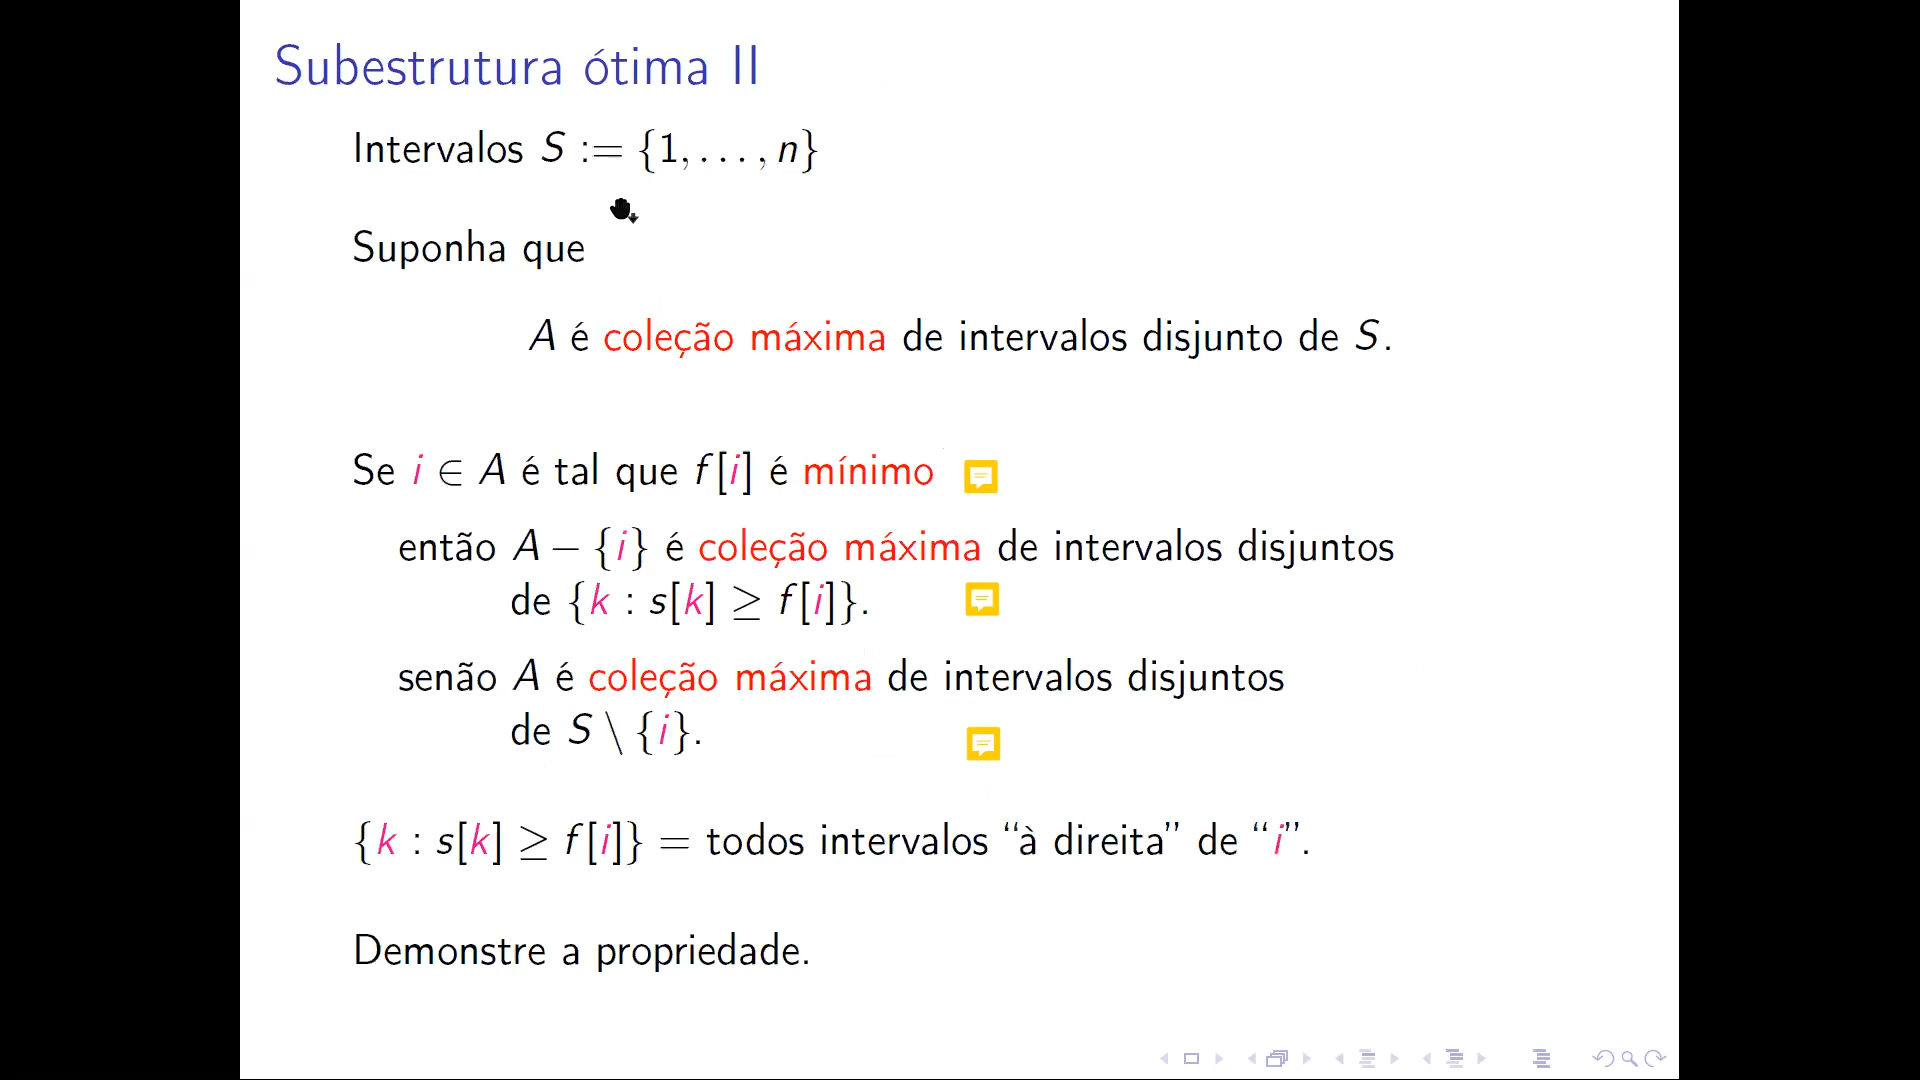 Subestrutura ótima II
Intervalos S := {1, . . . , n}
Suponha que
A é coleção máxima de intervalos disjunto de S.
Se i ∈ A é tal que f[i] é mínimo
então A − {i} é coleção máxima de intervalos disjuntos
de {k : s[k] ≥ f[i]}.
senão A é coleção máxima de intervalos disjuntos
de S \ {i}.
{k : s[k] ≥ f[i]} = todos intervalos “à direita” de “i”.
Demonstre a propriedade.